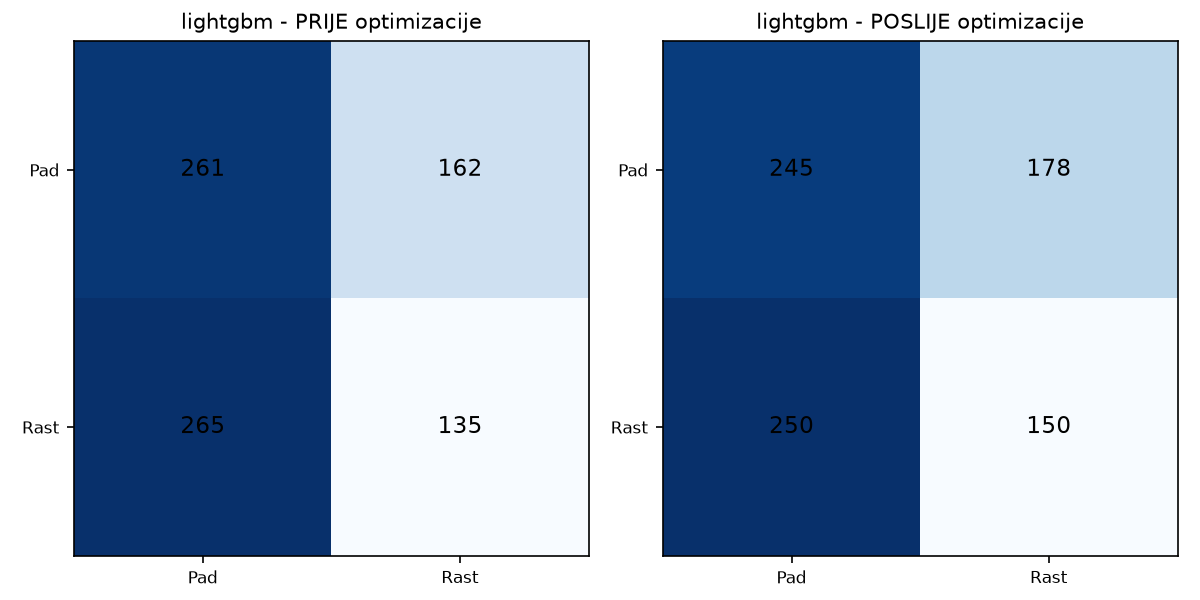 lightgbm - PRIJE optimizacije
Pad
261
162
Rast
265
135
Pad
Rast
lightgbm - POSLIJE optimizacije
Pad
245
178
Rast
250
150
Pad
Rast